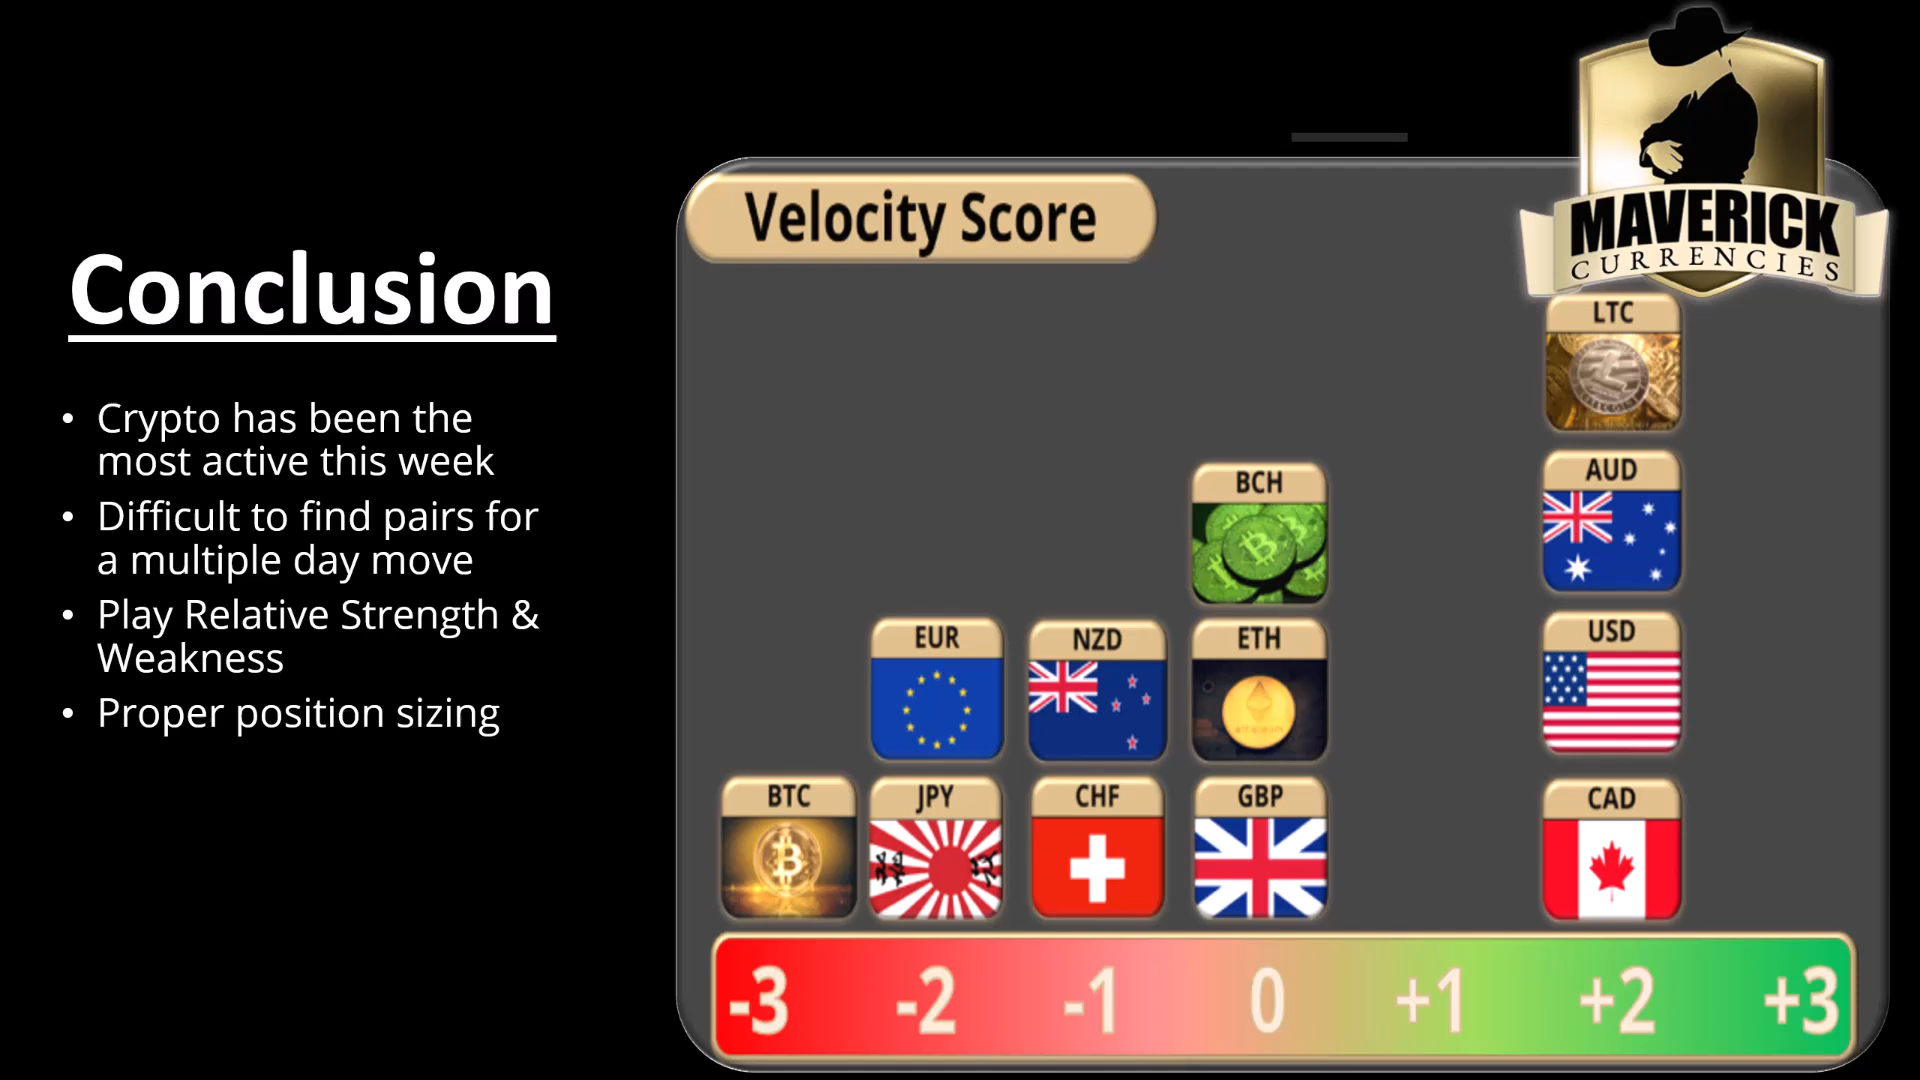 Conclusion
• Crypto has been the
most active this week
• Difficult to find pairs for
a multiple day move
• Play Relative Strength &
Weakness
• Proper position sizing
MAVERICK
CURRENCIES
Velocity Score
LTC
BCH
AUD
EUR
NZD
ETH
USD
BTC
JPY
CHF
GBP
CAD
-3 -2 -1 0 +1 +2 +3